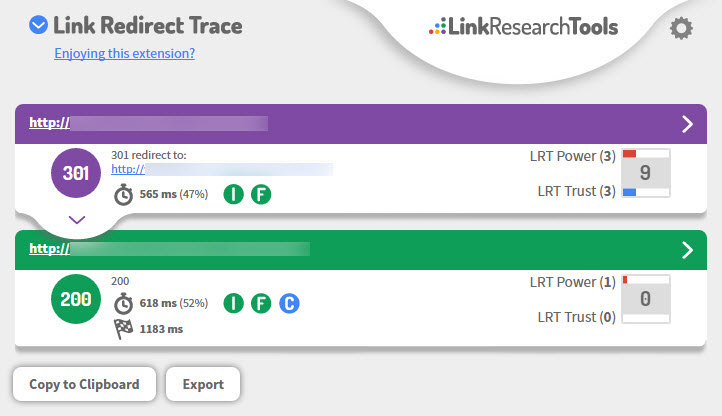 Link Redirect Trace
LinkResearchTools
Enjoying this extension?
http://
301
301 redirect to:
http://
565 ms (47%)
I F
LRT Power (3)
LRT Trust (3)
9
http://
200
200
618 ms (52%)
I F C
1183 ms
LRT Power (1)
LRT Trust (0)
0
Copy to Clipboard
Export